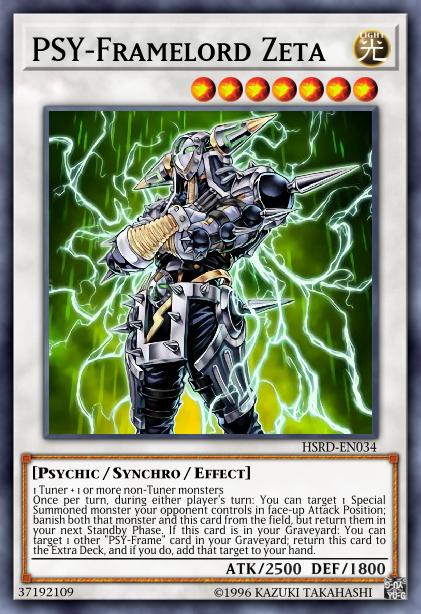 PSY-Framelord Zeta
LIGHT
光
HSRD-EN034
[Psychic / Synchro / Effect]
1 Tuner + 1 or more non-Tuner monsters
Once per turn, during either player's turn: You can target 1 Special
Summoned monster your opponent controls in face-up Attack Position;
banish both that monster and this card from the field, but return them in
your next Standby Phase. If this card is in your Graveyard: You can
target 1 other "PSY-Frame" card in your Graveyard; return this card to
the Extra Deck, and if you do, add that target to your hand.
ATK/2500 DEF/1800
37192109
©1996 KAZUKI TAKAHASHI